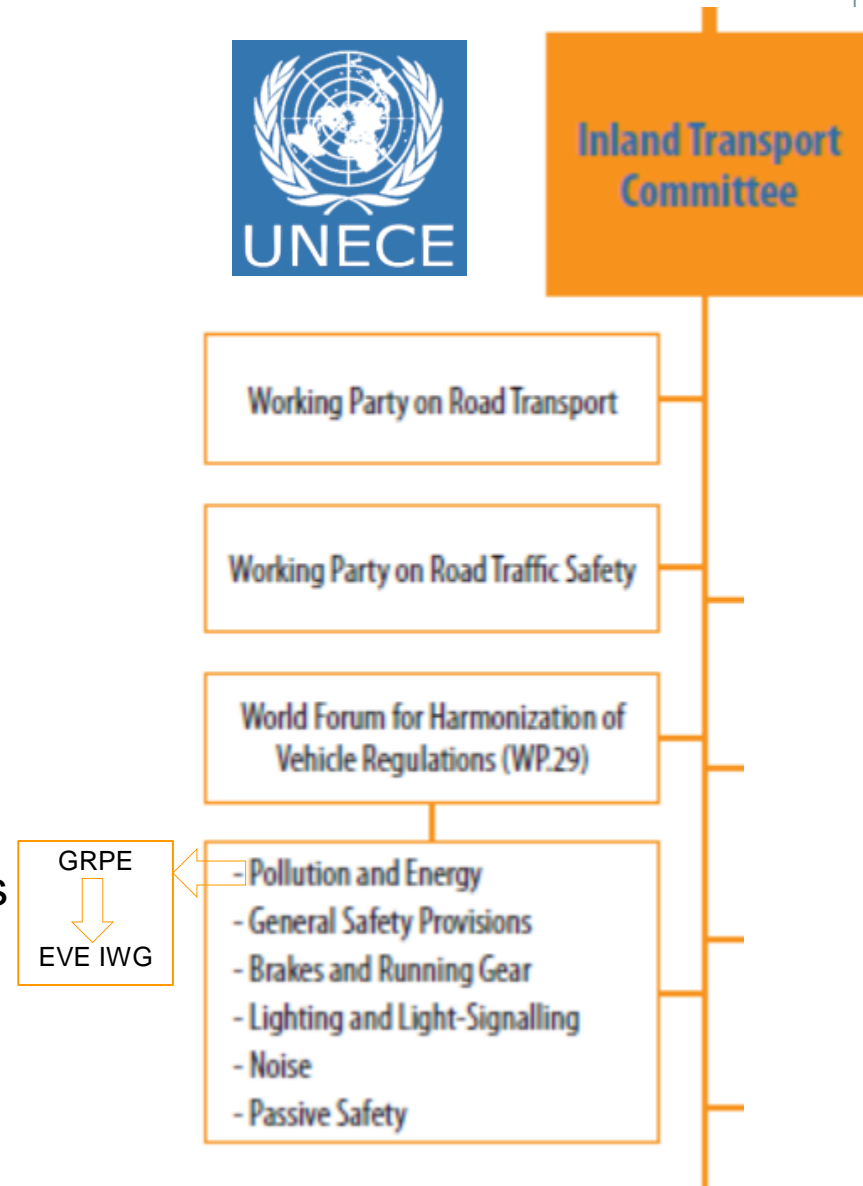 UNECE
Inland Transport
Committee
Working Party on Road Transport
Working Party on Road Traffic Safety
World Forum for Harmonization of
Vehicle Regulations (WP.29)
s
GRPE
EVE IWG
- Pollution and Energy
- General Safety Provisions
- Brakes and Running Gear
- Lighting and Light-Signalling
- Noise
- Passive Safety